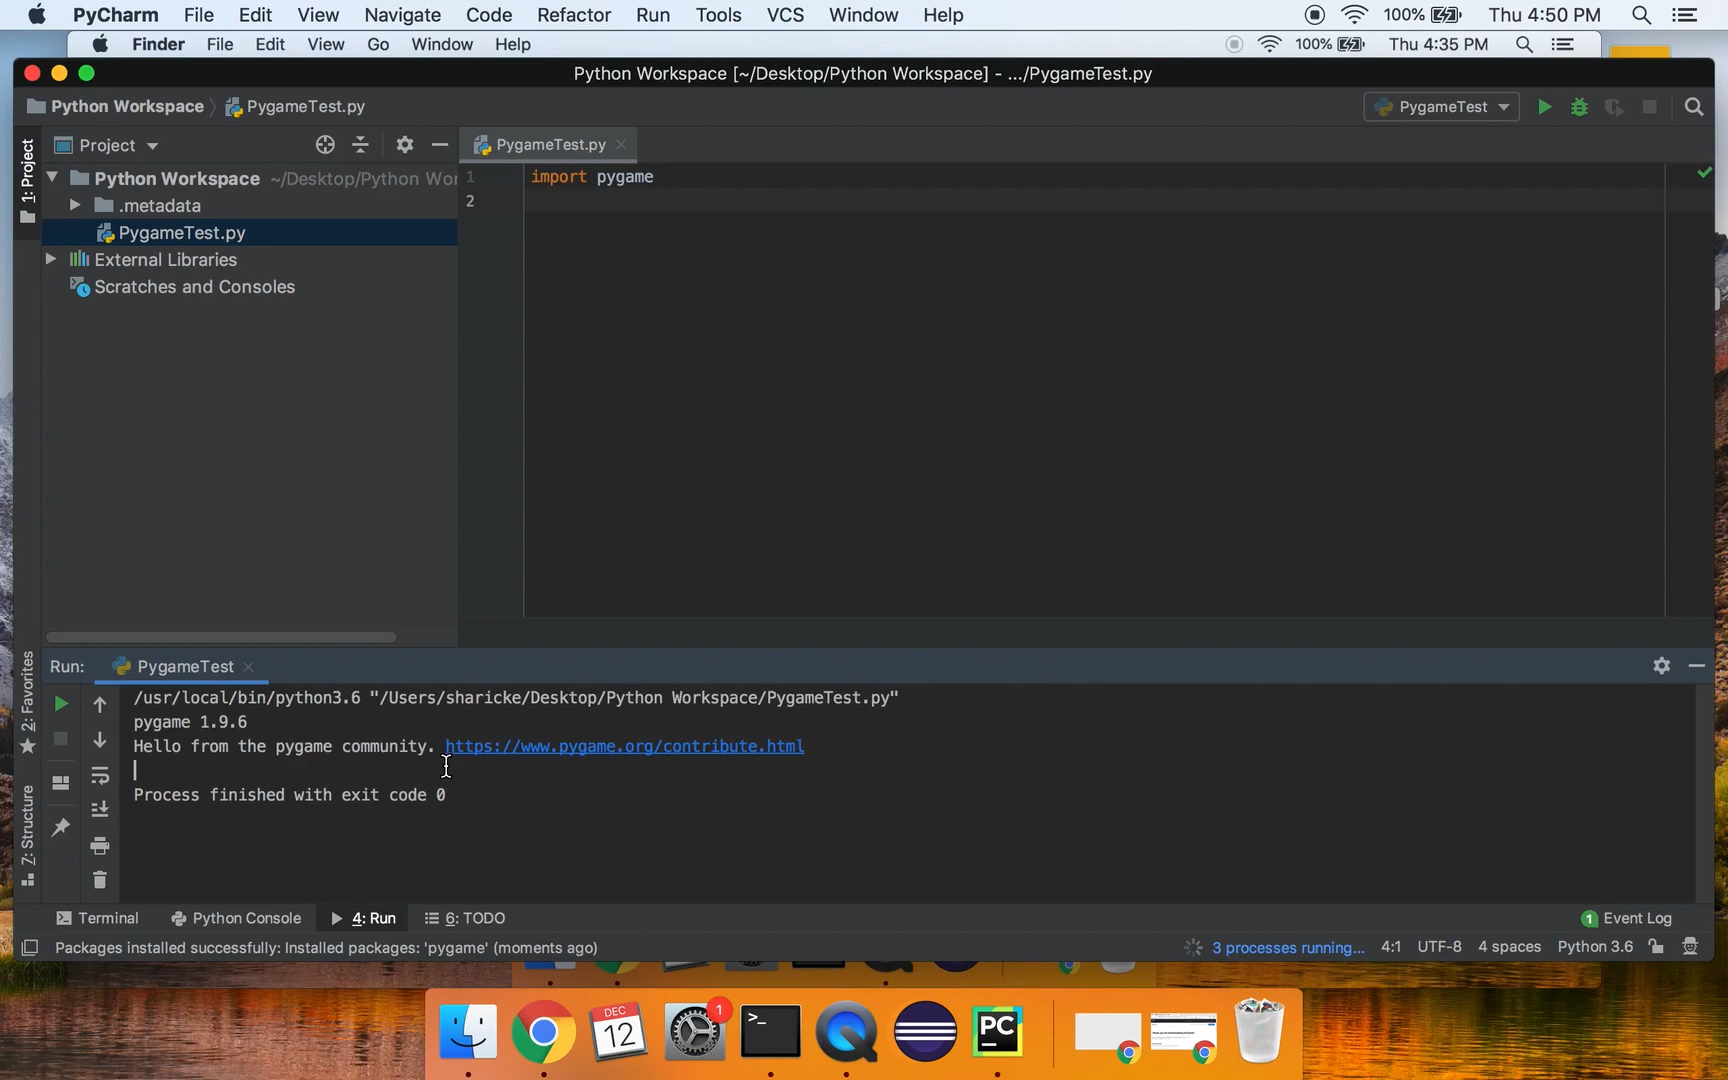 PyCharm File Edit View Navigate Code Refactor Run Tools VCS Window Help 100% Thu 4:50 PM
Finder File Edit View Go Window Help 100% Thu 4:35 PM
Python Workspace [~/Desktop/Python Workspace] - .../PygameTest.py
Python Workspace PygameTest.py PygameTest
1: Project Project PygameTest.py
Python Workspace ~/Desktop/Python Wor 1 import pygame
.metadata 2
PygameTest.py
External Libraries
Scratches and Consoles
2: Favorites
7: Structure
Run: PygameTest
/usr/local/bin/python3.6 "/Users/sharicke/Desktop/Python Workspace/PygameTest.py"
pygame 1.9.6
Hello from the pygame community. https://www.pygame.org/contribute.html
Process finished with exit code 0
Terminal Python Console 4: Run 6: TODO 1 Event Log
Packages installed successfully: Installed packages: 'pygame' (moments ago) 3 processes running... 4:1 UTF-8 4 spaces Python 3.6
DEC
12
1
>_
PC